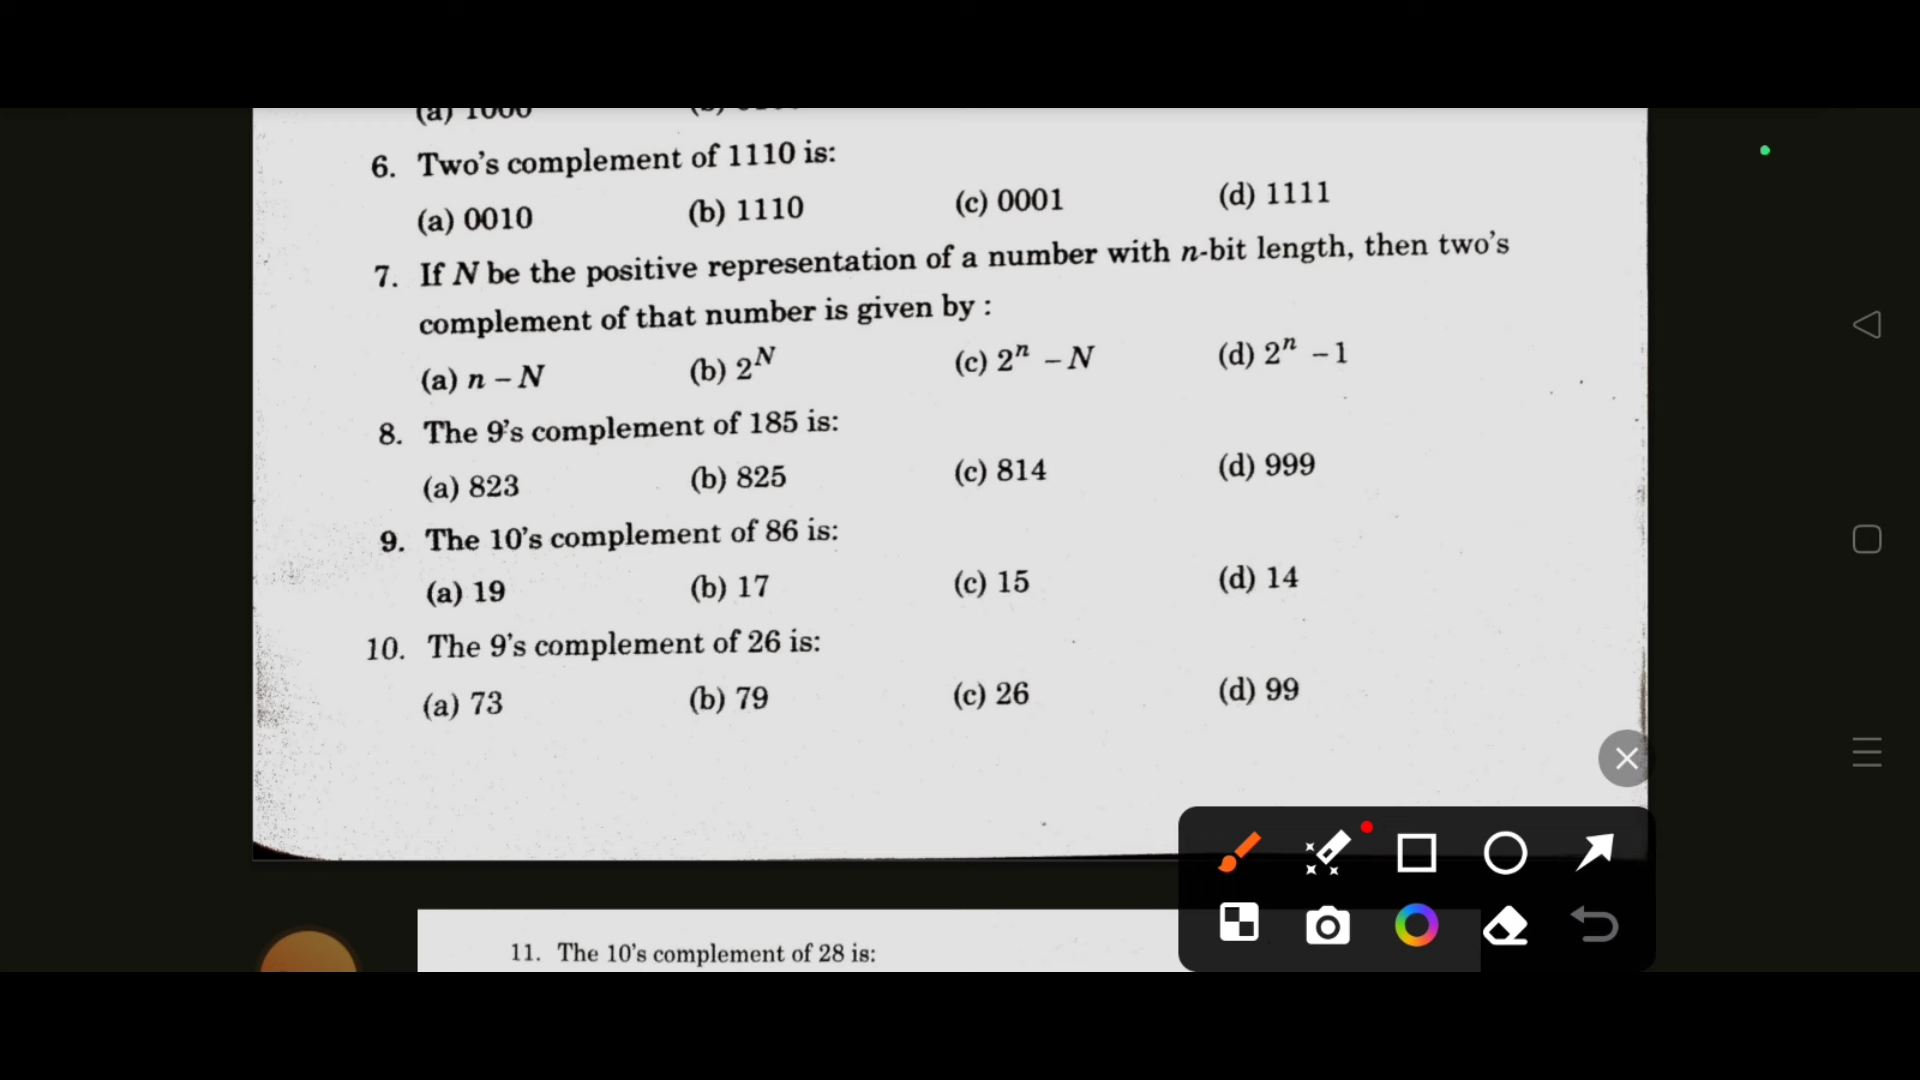 (a) 1000
6. Two's complement of 1110 is:
(a) 0010 (b) 1110 (c) 0001 (d) 1111
7. If N be the positive representation of a number with n-bit length, then two's
complement of that number is given by :
(a) n – N (b) 2^N (c) 2^n – N (d) 2^n – 1
8. The 9's complement of 185 is:
(a) 823 (b) 825 (c) 814 (d) 999
9. The 10's complement of 86 is:
(a) 19 (b) 17 (c) 15 (d) 14
10. The 9's complement of 26 is:
(a) 73 (b) 79 (c) 26 (d) 99
11. The 10's complement of 28 is: